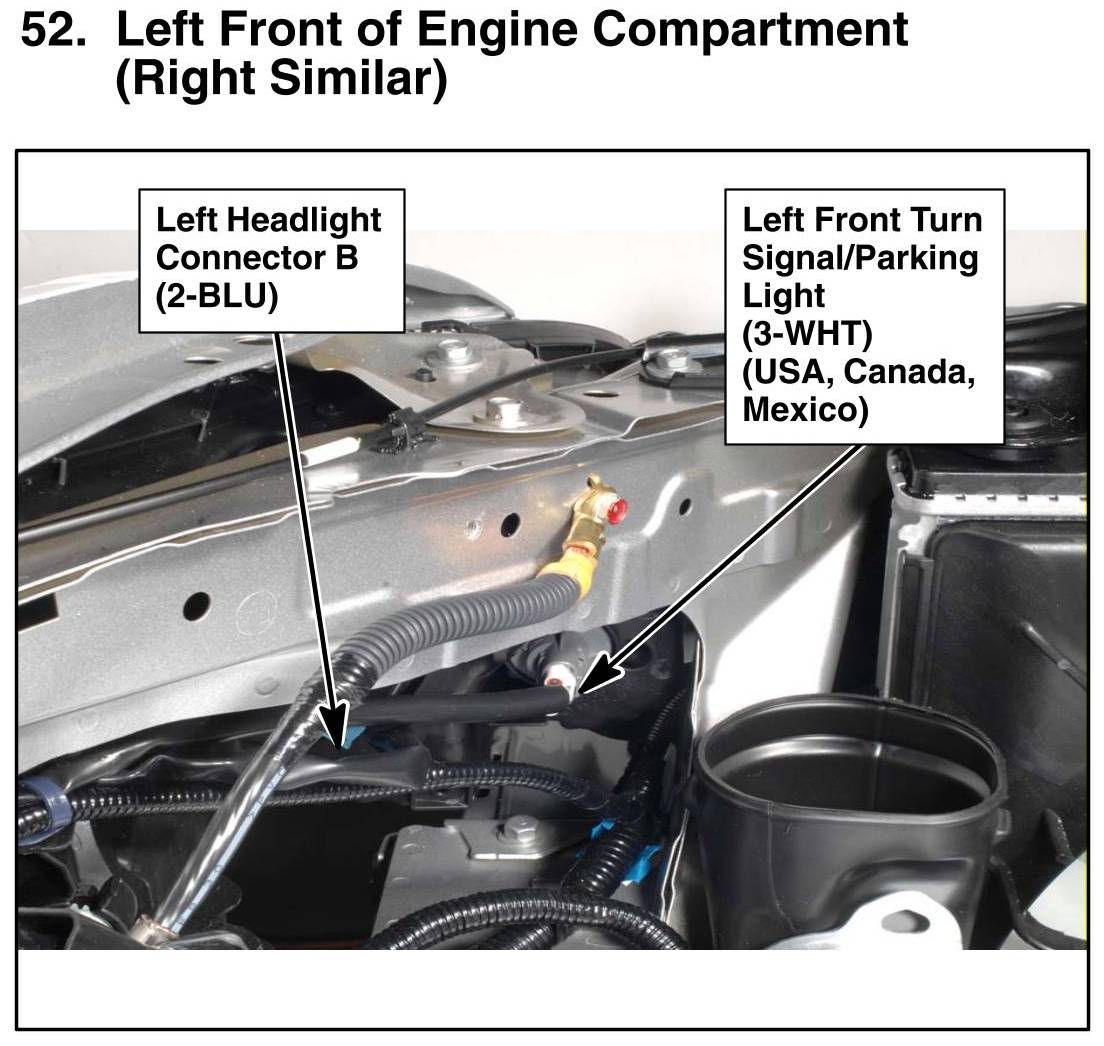 52. Left Front of Engine Compartment
(Right Similar)
Left Headlight
Connector B
(2-BLU)
Left Front Turn
Signal/Parking
Light
(3-WHT)
(USA, Canada,
Mexico)